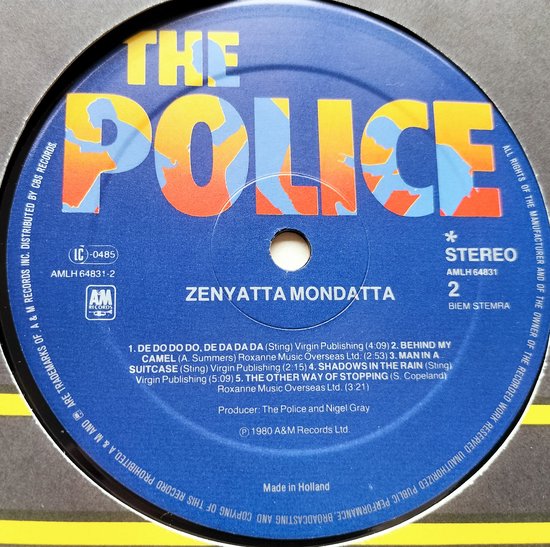 THE
POLICE
LC -0485
AMLH 64831-2
A&M
RECORDS
*
STEREO
AMLH 64831
2
BIEM STEMRA
ZENYATTA MONDATTA
1. DE DO DO DO, DE DA DA DA (Sting) Virgin Publishing (4:09) 2. BEHIND MY
CAMEL (A. Summers) Roxanne Music Overseas Ltd. (2:53) 3. MAN IN A
SUITCASE (Sting) Virgin Publishing (2:15) 4. SHADOWS IN THE RAIN (Sting)
Virgin Publishing (5:09) 5. THE OTHER WAY OF STOPPING (S. Copeland)
Roxanne Music Overseas Ltd. (3:21)
Producer: The Police and Nigel Gray
℗ 1980 A&M Records Ltd.
Made in Holland
A & M AND ARE TRADEMARKS OF. A & M RECORDS INC. DISTRIBUTED BY CBS RECORDS.
ALL RIGHTS OF THE MANUFACTURER AND OF THE OWNER OF THE RECORDED WORK RESERVED UNAUTHORIZED PUBLIC PERFORMANCE, BROADCASTING AND COPYING OF THIS RECORD PROHIBITED.